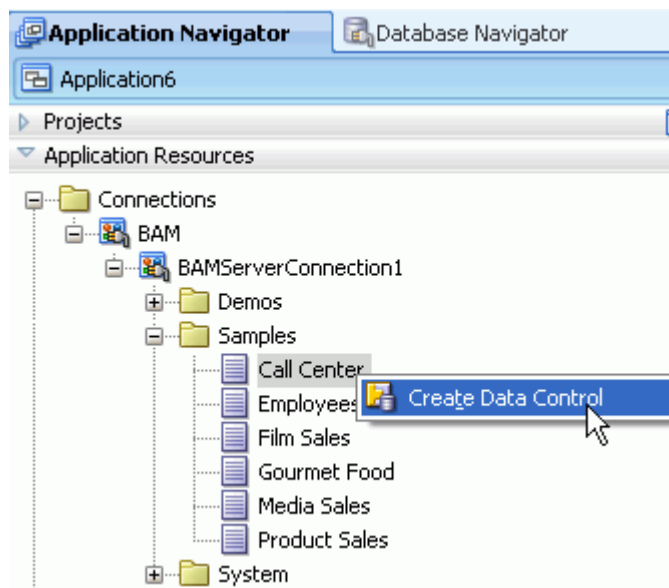 Application Navigator Database Navigator
Application6
Projects
Application Resources
Connections
BAM
BAMServerConnection1
Demos
Samples
Call Center
Employees Create Data Control
Film Sales
Gourmet Food
Media Sales
Product Sales
System